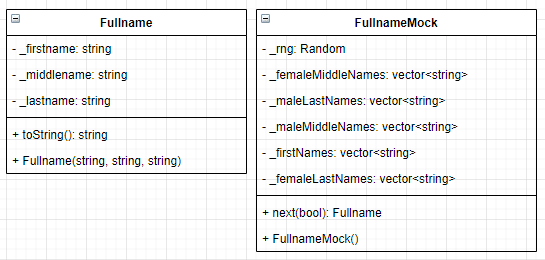 Fullname
- _firstname: string
- _middlename: string
- _lastname: string
+ toString(): string
+ Fullname(string, string, string)
FullnameMock
- _rng: Random
- _femaleMiddleNames: vector<string>
- _maleLastNames: vector<string>
- _maleMiddleNames: vector<string>
- _firstNames: vector<string>
- _femaleLastNames: vector<string>
+ next(bool): Fullname
+ FullnameMock()